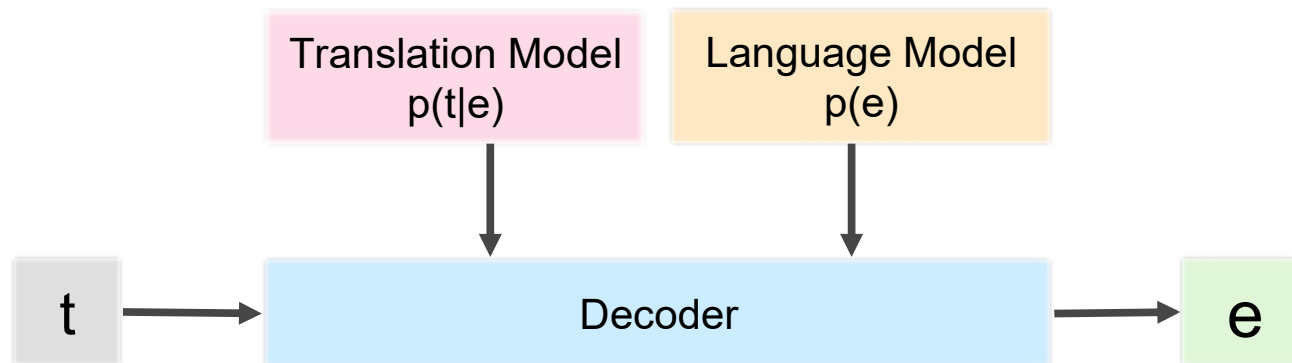 Translation Model
p(t|e)
Language Model
p(e)
t
Decoder
e